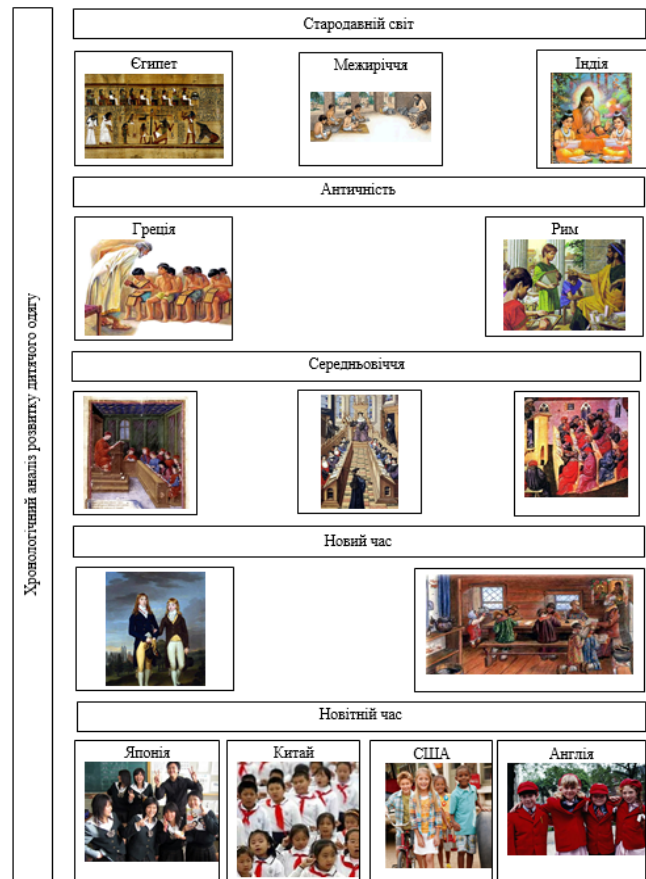 Хронологічний аналіз розвитку дитячого одягу
Стародавній світ
Єгипет
Межиріччя
Індія
Античність
Греція
Рим
Середньовіччя
Новий час
Новітній час
Японія
Китай
США
Англія